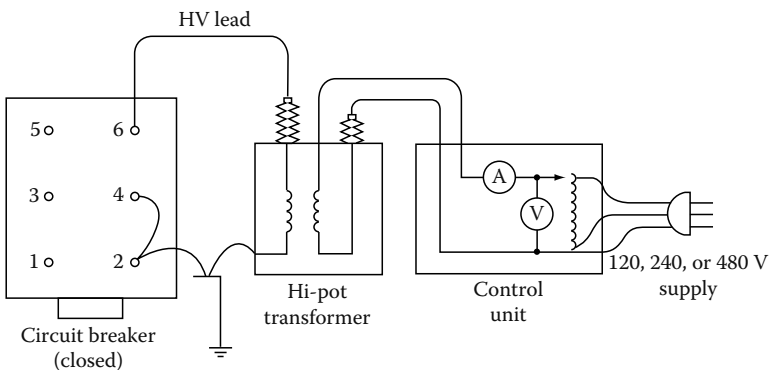 HV lead
5
6
3
4
1
2
A
V
Circuit breaker
(closed)
Hi-pot
transformer
Control
unit
120, 240, or 480 V
supply